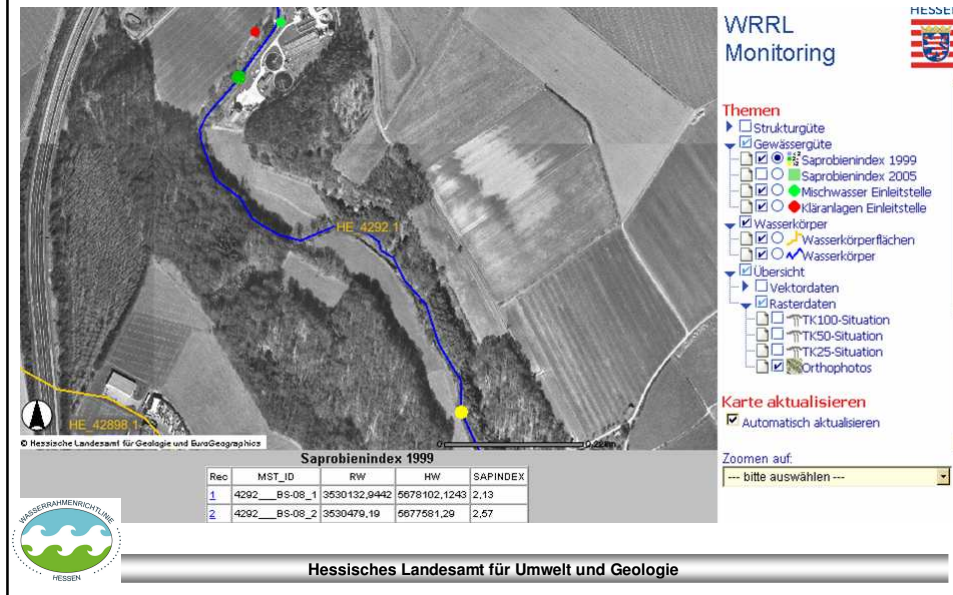 HESSEN
WRRL
Monitoring
Themen
Strukturgüte
Gewässergüte
Saprobienindex 1999
Saprobienindex 2005
Mischwasser Einleitstelle
Kläranlagen Einleitstelle
Wasserkörper
Wasserkörperflächen
Wasserkörper
Übersicht
Vektordaten
Rasterdaten
TK100-Situation
TK50-Situation
TK25-Situation
Orthophotos
Karte aktualisieren
Automatisch aktualisieren
Zoomen auf:
--- bitte auswählen ---
HE_4292.1
HE_42898.1
© Hessische Landesamt für Geologie und EuroGeographics
0
Saprobienindex 1999
Rec MST_ID RW HW SAPINDEX
1 4292___BS-08_1 3530132,9442 5678102,1243 2,13
2 4292___BS-08_2 3530479,19 5677581,29 2,57
WASSERRAHMENRICHTLINIE
HESSEN
Hessisches Landesamt für Umwelt und Geologie